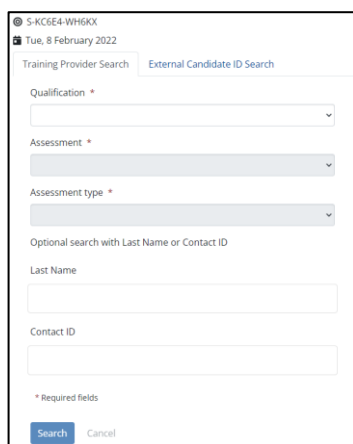 S-KC6E4-WH6KX
Tue, 8 February 2022
Training Provider Search External Candidate ID Search
Qualification *
Assessment *
Assessment type *
Optional search with Last Name or Contact ID
Last Name
Contact ID
* Required fields
Search Cancel